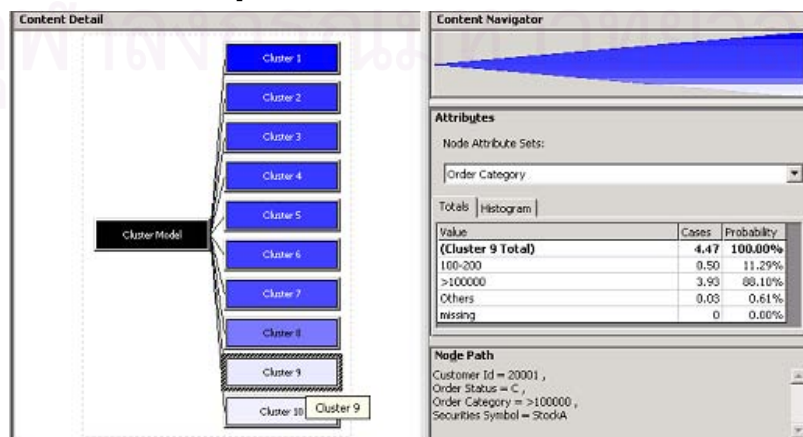 Content Detail
Cluster Model
Cluster 1
Cluster 2
Cluster 3
Cluster 4
Cluster 5
Cluster 6
Cluster 7
Cluster 8
Cluster 9
Cluster 10
Cluster 9
Content Navigator
Attributes
Node Attribute Sets:
Order Category
Totals Histogram
Value Cases Probability
(Cluster 9 Total) 4.47 100.00%
100-200 0.50 11.29%
>100000 3.93 88.10%
Others 0.03 0.61%
missing 0 0.00%
Node Path
Customer Id = 20001 ,
Order Status = C ,
Order Category = >100000 ,
Securities Symbol = StockA